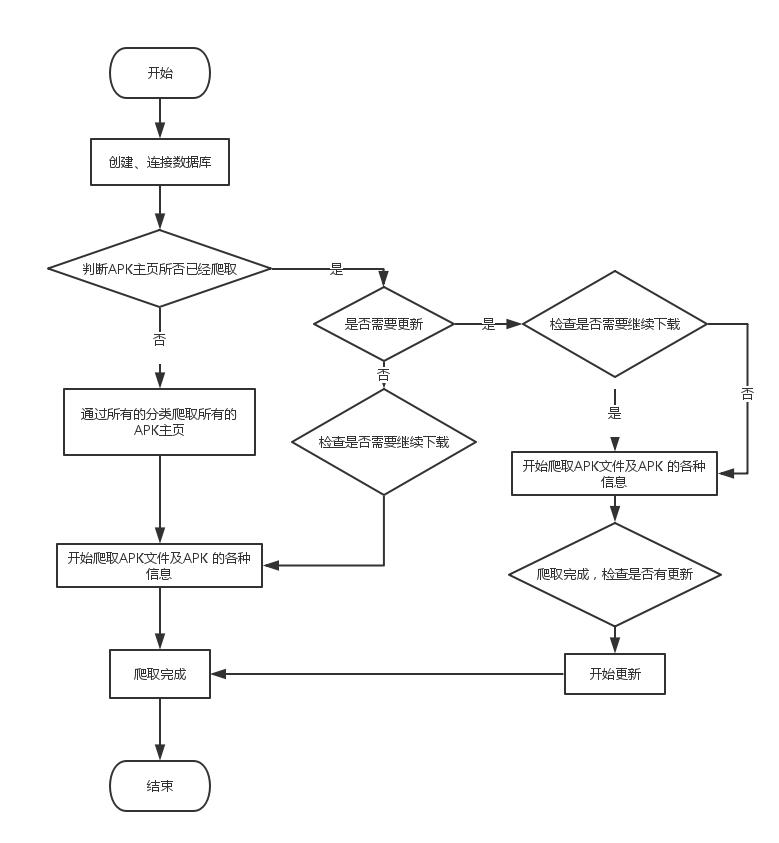 开始
创建、连接数据库
判断APK主页所否已经爬取
是
是否需要更新
是
检查是否需要继续下载
否
否
否
是
通过所有的分类爬取所有的
APK主页
检查是否需要继续下载
开始爬取APK文件及APK 的各种
信息
开始爬取APK文件及APK 的各种
信息
爬取完成，检查是否有更新
爬取完成
开始更新
结束